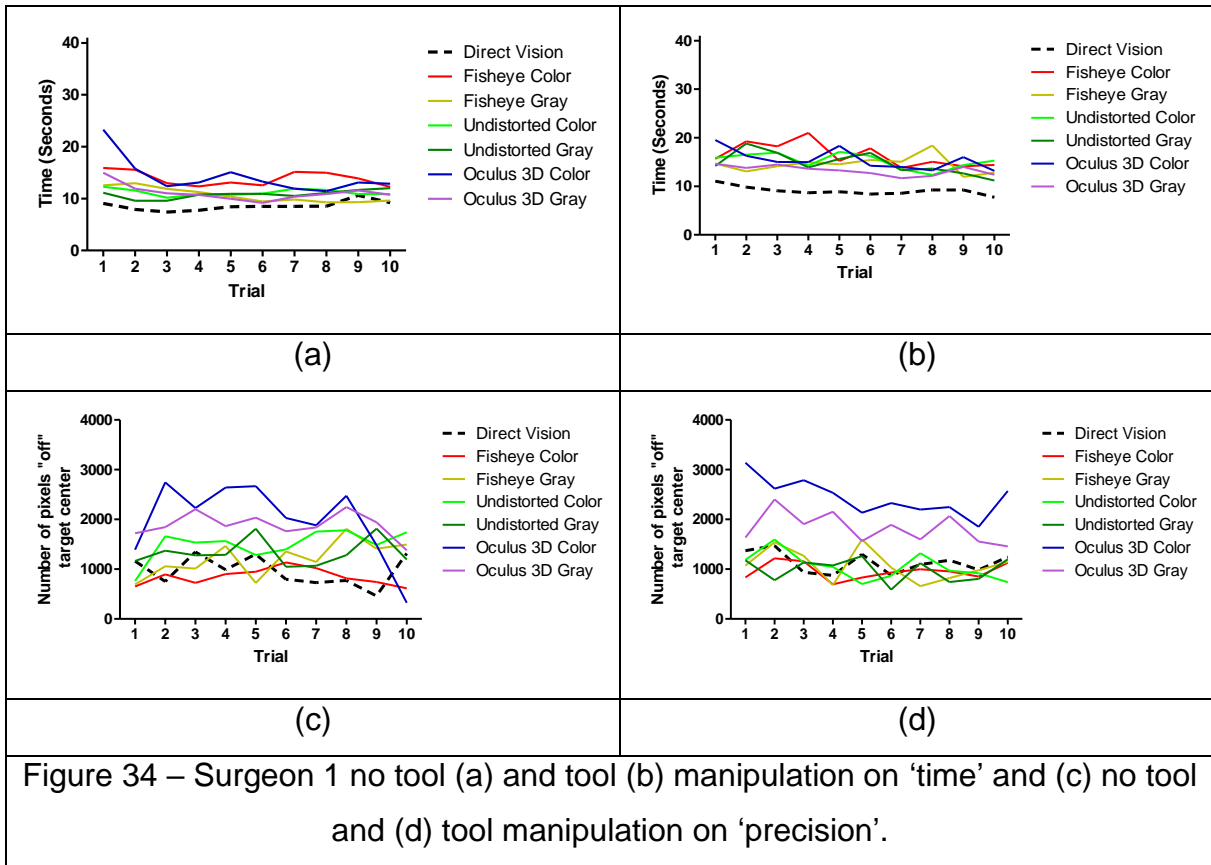 40
30
20
10
0
Time (Seconds)
1 2 3 4 5 6 7 8 9 10
Trial
Direct Vision
Fisheye Color
Fisheye Gray
Undistorted Color
Undistorted Gray
Oculus 3D Color
Oculus 3D Gray
(a)
40
30
20
10
0
Time (Seconds)
1 2 3 4 5 6 7 8 9 10
Trial
Direct Vision
Fisheye Color
Fisheye Gray
Undistorted Color
Undistorted Gray
Oculus 3D Color
Oculus 3D Gray
(b)
4000
3000
2000
1000
0
Number of pixels "off"
target center
1 2 3 4 5 6 7 8 9 10
Trial
Direct Vision
Fisheye Color
Fisheye Gray
Undistorted Color
Undistorted Gray
Oculus 3D Color
Oculus 3D Gray
(c)
4000
3000
2000
1000
0
Number of pixels "off"
target center
1 2 3 4 5 6 7 8 9 10
Trial
Direct Vision
Fisheye Color
Fisheye Gray
Undistorted Color
Undistorted Gray
Oculus 3D Color
Oculus 3D Gray
(d)
Figure 34 – Surgeon 1 no tool (a) and tool (b) manipulation on ‘time’ and (c) no tool
and (d) tool manipulation on ‘precision’.